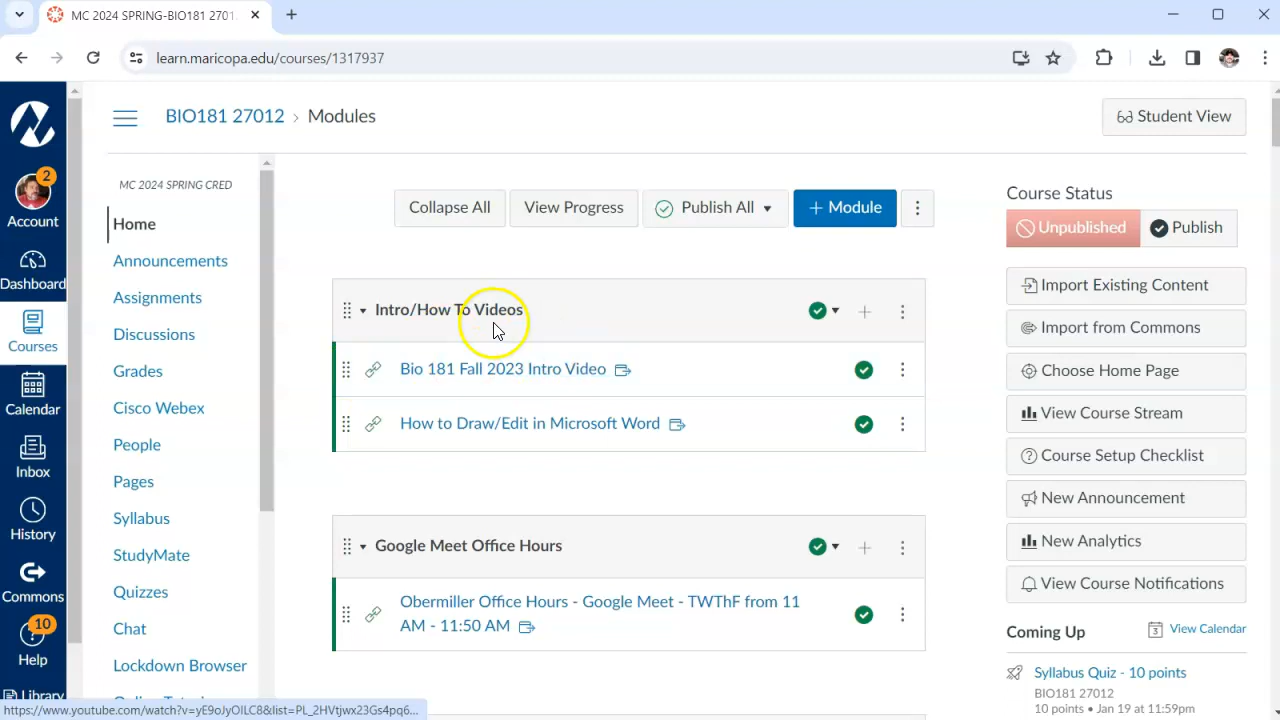 MC 2024 SPRING-BIO181 2701
learn.maricopa.edu/courses/1317937
BIO181 27012 › Modules
Student View
2
Account
Dashboard
Courses
Calendar
Inbox
History
Commons
10
Help
Library
MC 2024 SPRING CRED
Home
Announcements
Assignments
Discussions
Grades
Cisco Webex
People
Pages
Syllabus
StudyMate
Quizzes
Chat
Lockdown Browser
Collapse All
View Progress
Publish All
+ Module
Intro/How To Videos
Bio 181 Fall 2023 Intro Video
How to Draw/Edit in Microsoft Word
Google Meet Office Hours
Obermiller Office Hours - Google Meet - TWThF from 11
AM - 11:50 AM
Course Status
Unpublished
Publish
Import Existing Content
Import from Commons
Choose Home Page
View Course Stream
Course Setup Checklist
New Announcement
New Analytics
View Course Notifications
Coming Up
3
View Calendar
Syllabus Quiz - 10 points
BIO181 27012
10 points • Jan 19 at 11:59pm